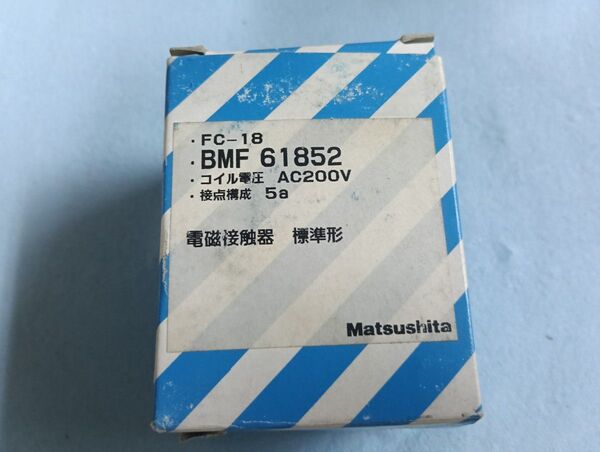 ・FC-18
・BMF 61852
・コイル電圧 AC200V
・接点構成 5a
電磁接触器 標準形
Matsushita